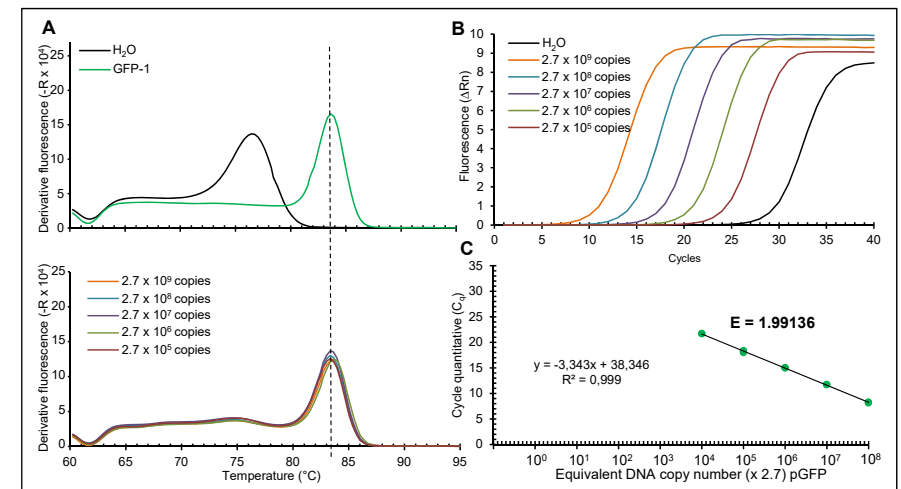 A
Derivative fluorescence (-R x 10⁴)
25
20
15
10
5
0
H₂O
GFP-1
Derivative fluorescence (-R x 10⁴)
25
20
15
10
5
0
2.7 x 10⁹ copies
2.7 x 10⁸ copies
2.7 x 10⁷ copies
2.7 x 10⁶ copies
2.7 x 10⁵ copies
60 65 70 75 80 85 90 95
Temperature (°C)
B
Fluorescence (ΔRn)
10
9
8
7
6
5
4
3
2
1
0
H₂O
2.7 x 10⁹ copies
2.7 x 10⁸ copies
2.7 x 10⁷ copies
2.7 x 10⁶ copies
2.7 x 10⁵ copies
0 5 10 15 20 25 30 35 40
Cycles
C
Cycle quantitative (Cq)
35
30
25
20
15
10
5
0
E = 1.99136
y = -3,343x + 38,346
R² = 0,999
10⁰ 10¹ 10² 10³ 10⁴ 10⁵ 10⁶ 10⁷ 10⁸
Equivalent DNA copy number (x 2.7) pGFP